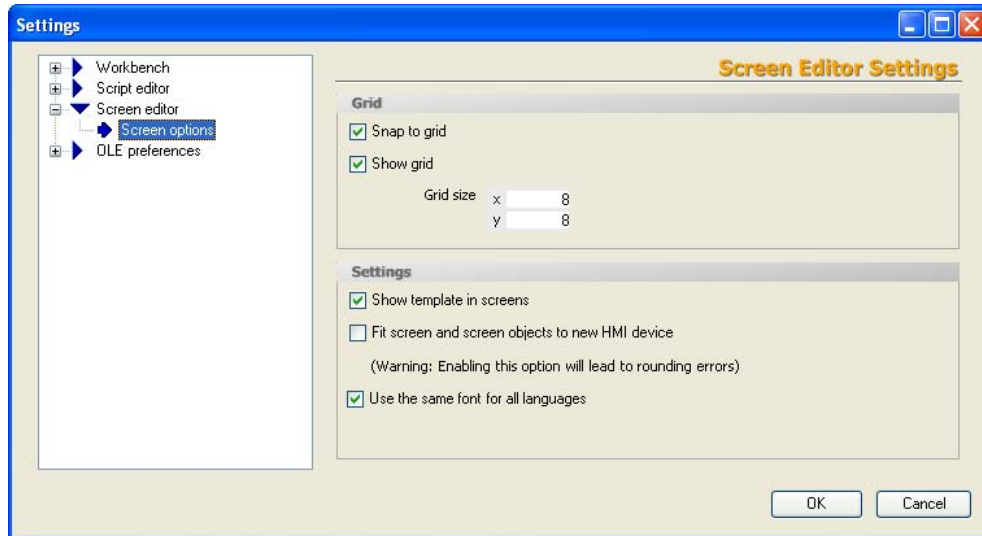 Settings
Workbench
Script editor
Screen editor
Screen options
OLE preferences
Screen Editor Settings
Grid
Snap to grid
Show grid
Grid size x 8
y 8
Settings
Show template in screens
Fit screen and screen objects to new HMI device
(Warning: Enabling this option will lead to rounding errors)
Use the same font for all languages
OK Cancel